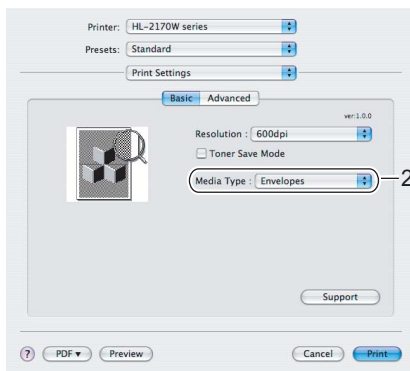 Printer: HL-2170W series
Presets: Standard
Print Settings
Basic Advanced
ver:1.0.0
Resolution : 600dpi
Toner Save Mode
Media Type : Envelopes 2
Support
? PDF▼ Preview Cancel Print